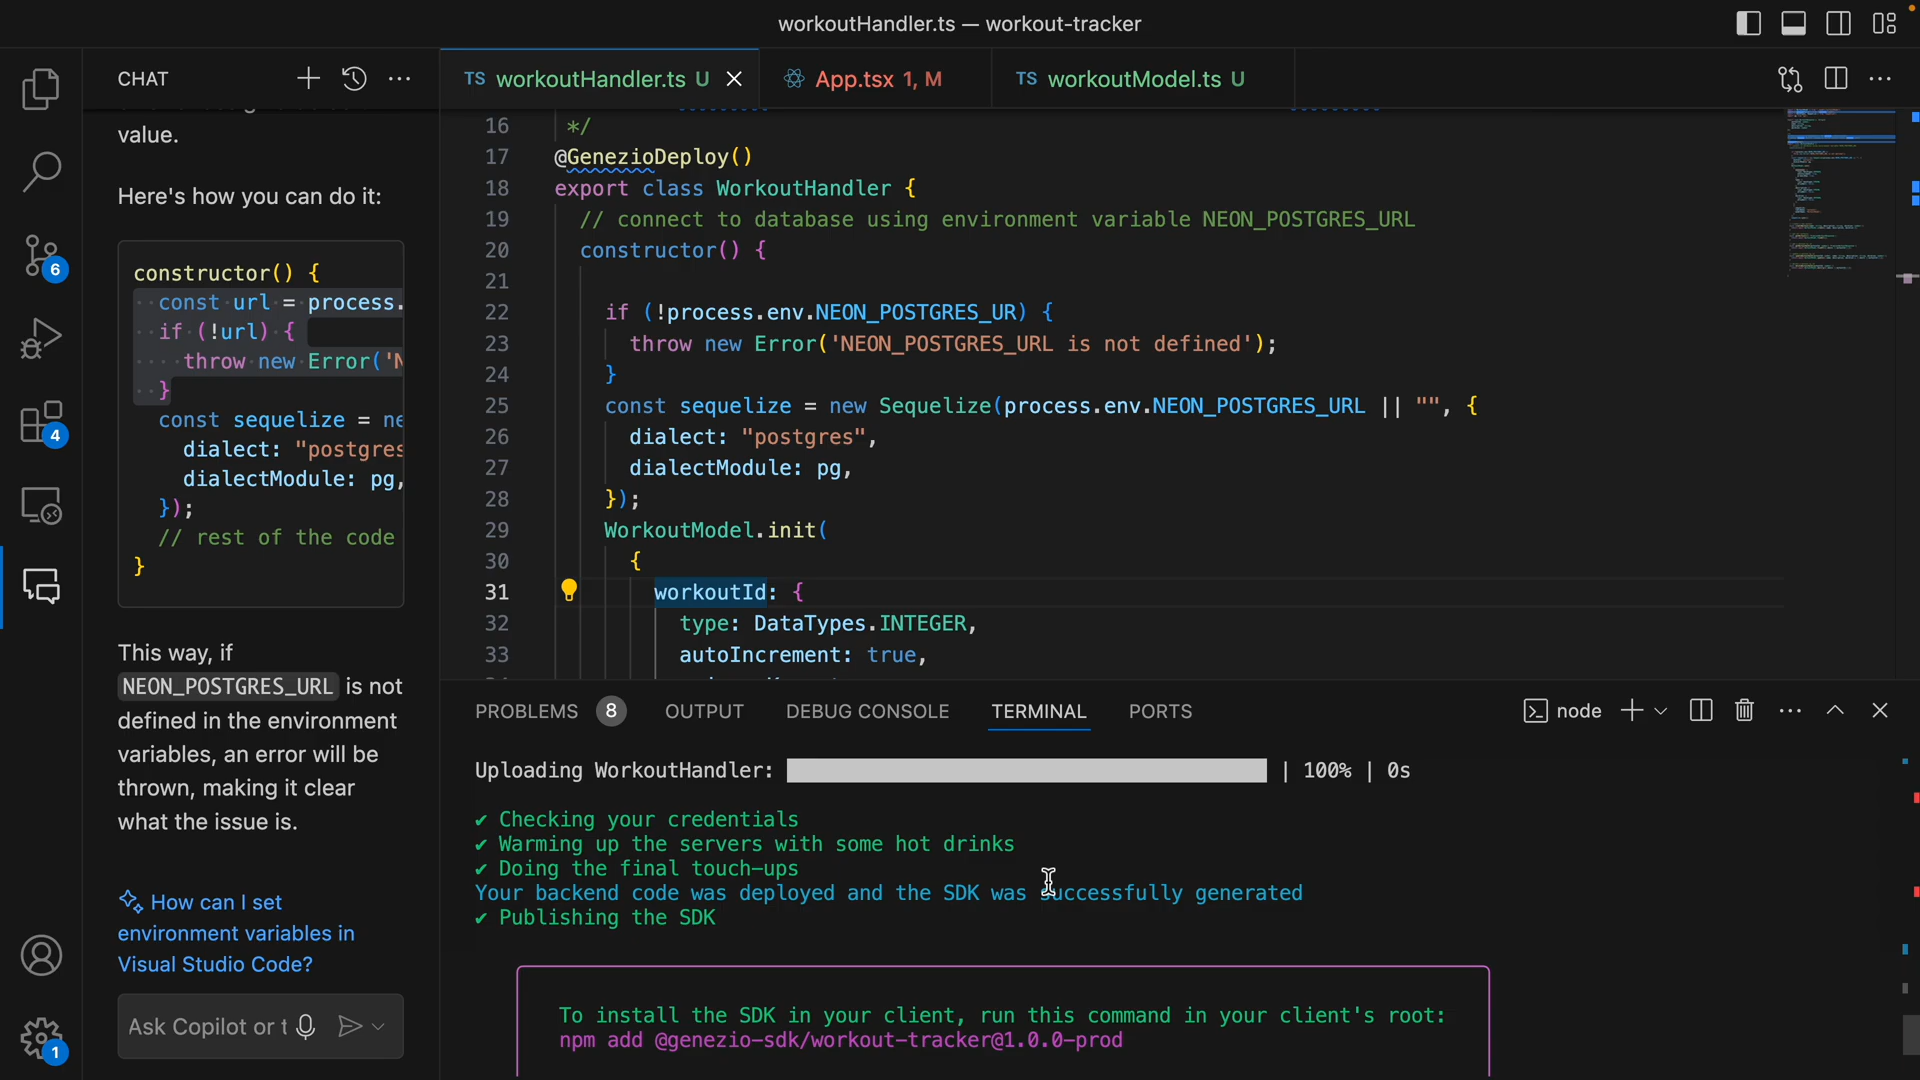 workoutHandler.ts — workout-tracker
CHAT
value.
Here's how you can do it:
constructor() {
const url = process.
if (!url) {
throw new Error('N
}
const sequelize = ne
dialect: "postgres
dialectModule: pg,
});
// rest of the code
}
This way, if
NEON_POSTGRES_URL is not
defined in the environment
variables, an error will be
thrown, making it clear
what the issue is.
How can I set
environment variables in
Visual Studio Code?
Ask Copilot or t
6
4
1
TS workoutHandler.ts U
App.tsx 1, M
TS workoutModel.ts U
16 */
17 @GenezioDeploy()
18 export class WorkoutHandler {
19 // connect to database using environment variable NEON_POSTGRES_URL
20 constructor() {
21
22 if (!process.env.NEON_POSTGRES_UR) {
23 throw new Error('NEON_POSTGRES_URL is not defined');
24 }
25 const sequelize = new Sequelize(process.env.NEON_POSTGRES_URL || "", {
26 dialect: "postgres",
27 dialectModule: pg,
28 });
29 WorkoutModel.init(
30 {
31 workoutId: {
32 type: DataTypes.INTEGER,
33 autoIncrement: true,
PROBLEMS 8 OUTPUT DEBUG CONSOLE TERMINAL PORTS
node
Uploading WorkoutHandler: | 100% | 0s
✔ Checking your credentials
✔ Warming up the servers with some hot drinks
✔ Doing the final touch-ups
Your backend code was deployed and the SDK was successfully generated
✔ Publishing the SDK
To install the SDK in your client, run this command in your client's root:
npm add @genezio-sdk/workout-tracker@1.0.0-prod